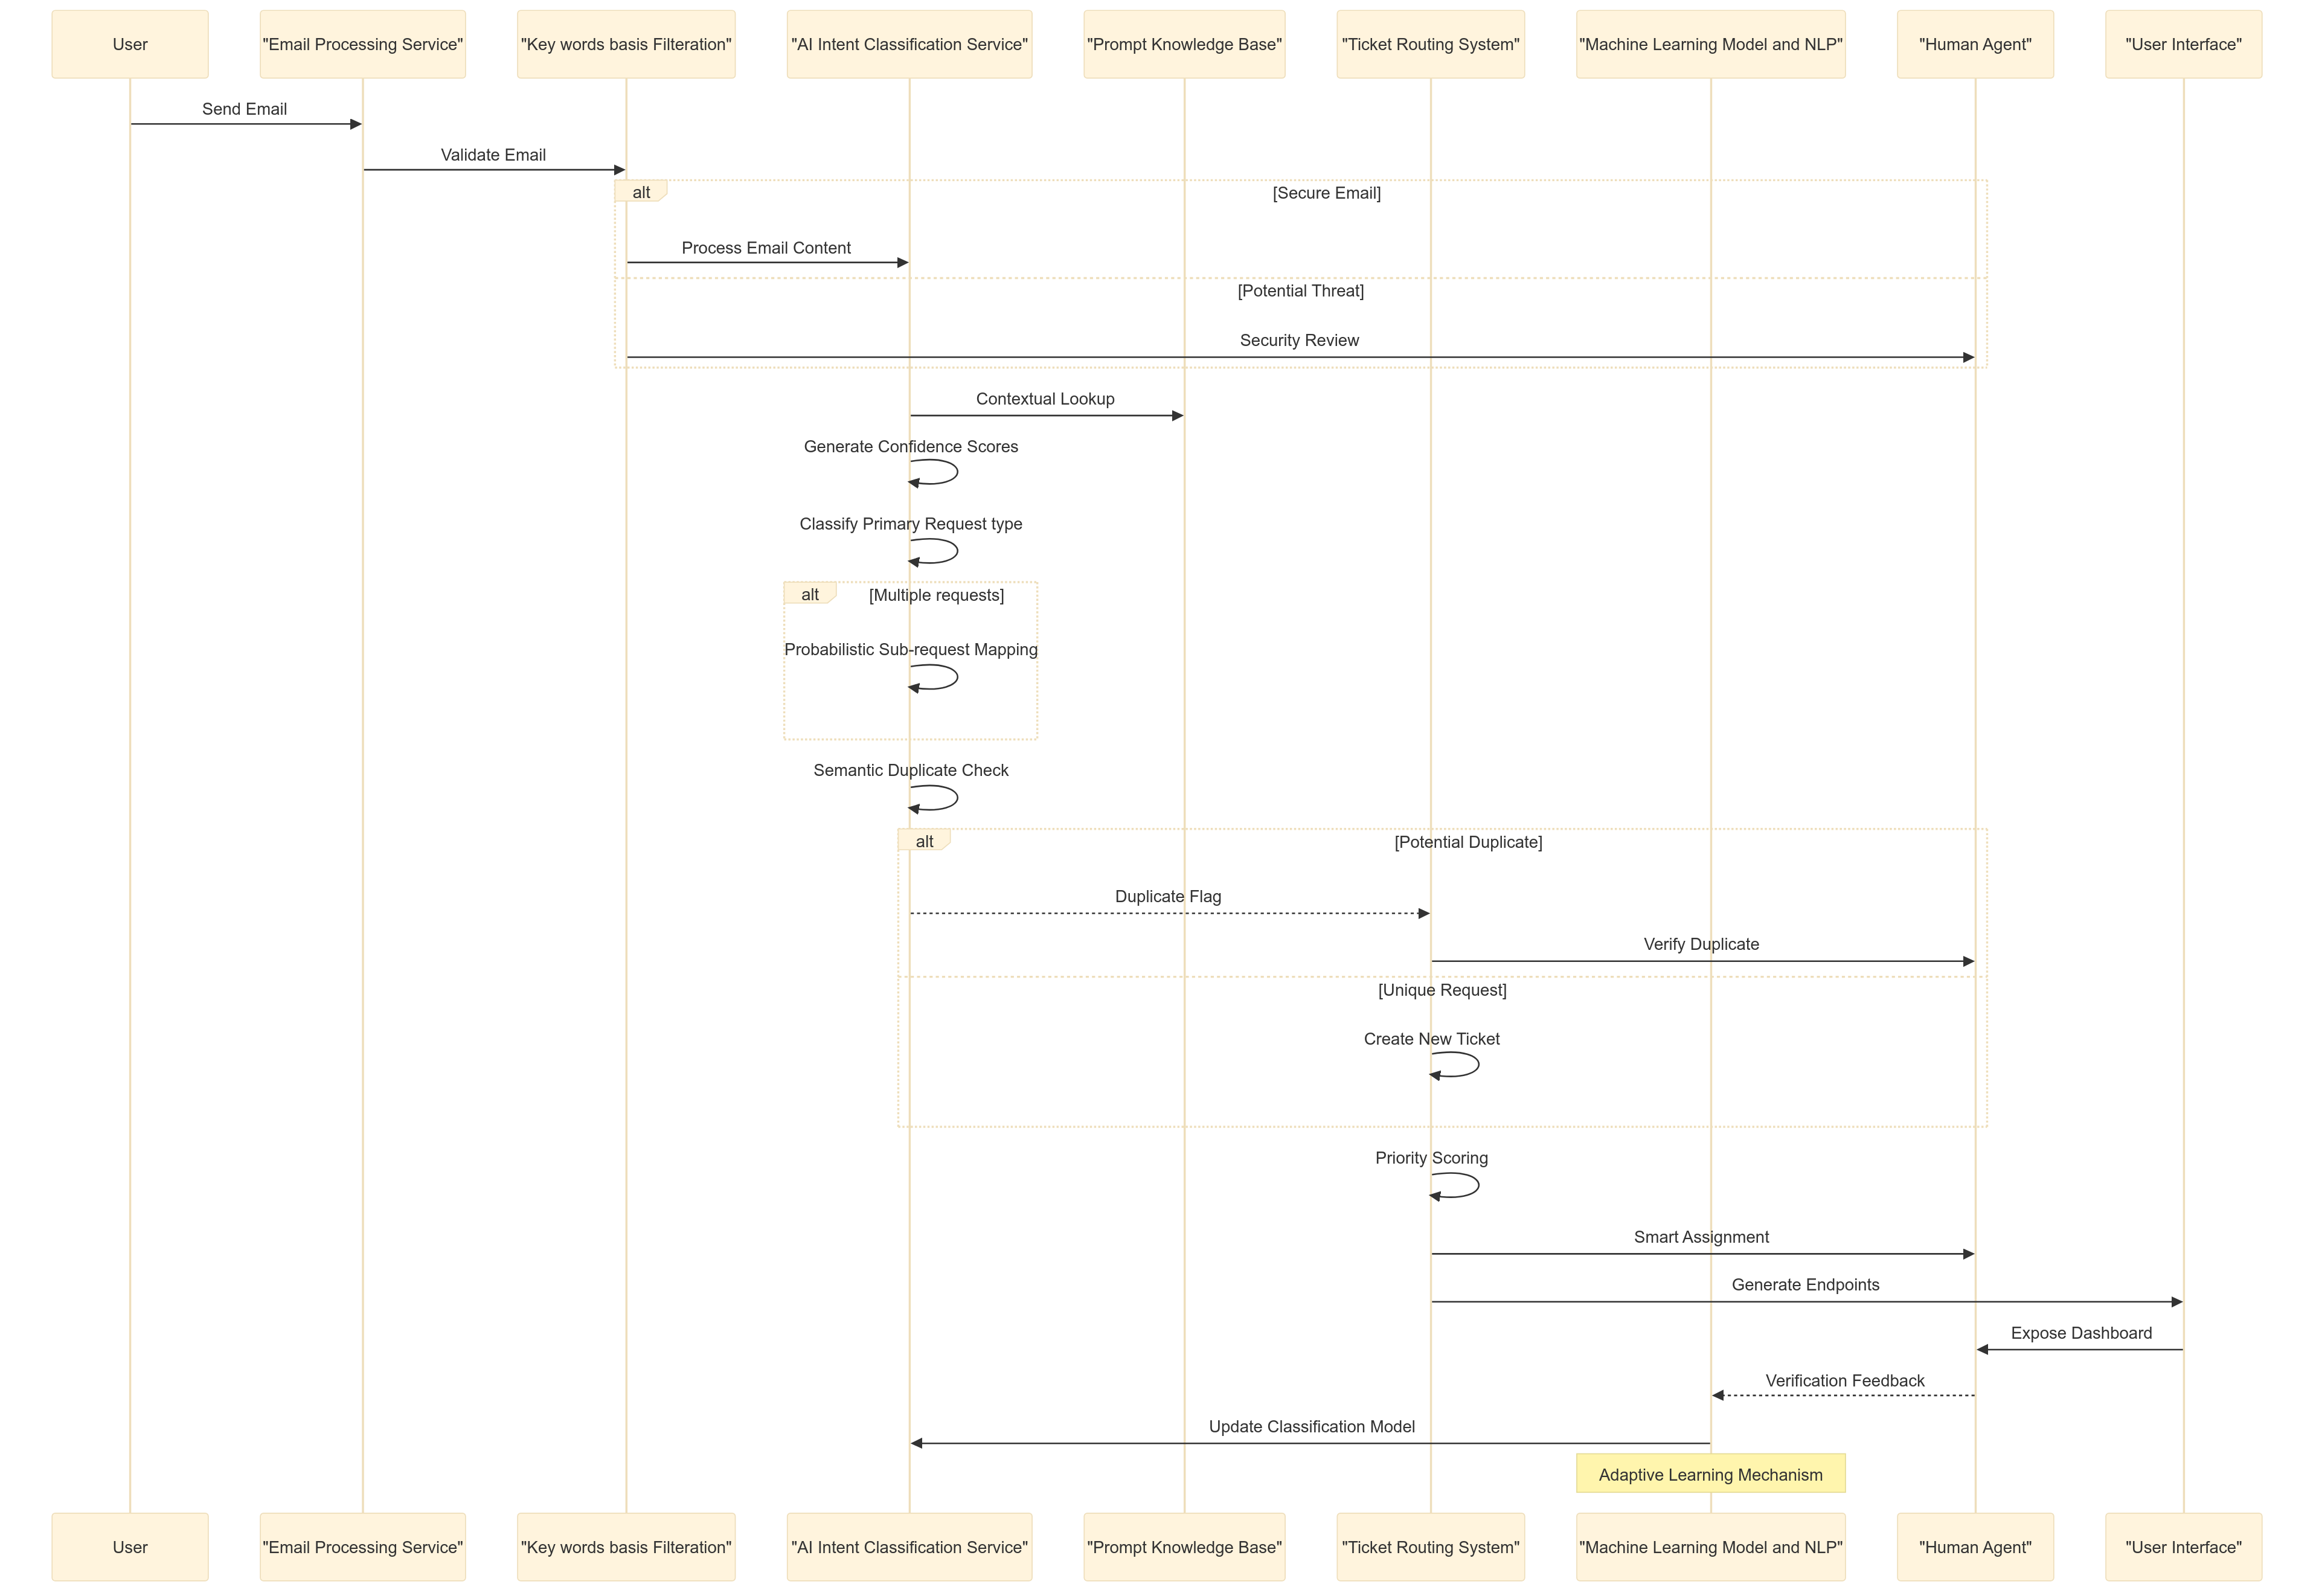 User
"Email Processing Service"
"Key words basis Filteration"
"AI Intent Classification Service"
"Prompt Knowledge Base"
"Ticket Routing System"
"Machine Learning Model and NLP"
"Human Agent"
"User Interface"
Send Email
Validate Email
alt
[Secure Email]
Process Email Content
[Potential Threat]
Security Review
Contextual Lookup
Generate Confidence Scores
Classify Primary Request type
alt
[Multiple requests]
Probabilistic Sub-request Mapping
Semantic Duplicate Check
alt
[Potential Duplicate]
Duplicate Flag
Verify Duplicate
[Unique Request]
Create New Ticket
Priority Scoring
Smart Assignment
Generate Endpoints
Expose Dashboard
Verification Feedback
Update Classification Model
Adaptive Learning Mechanism
User
"Email Processing Service"
"Key words basis Filteration"
"AI Intent Classification Service"
"Prompt Knowledge Base"
"Ticket Routing System"
"Machine Learning Model and NLP"
"Human Agent"
"User Interface"